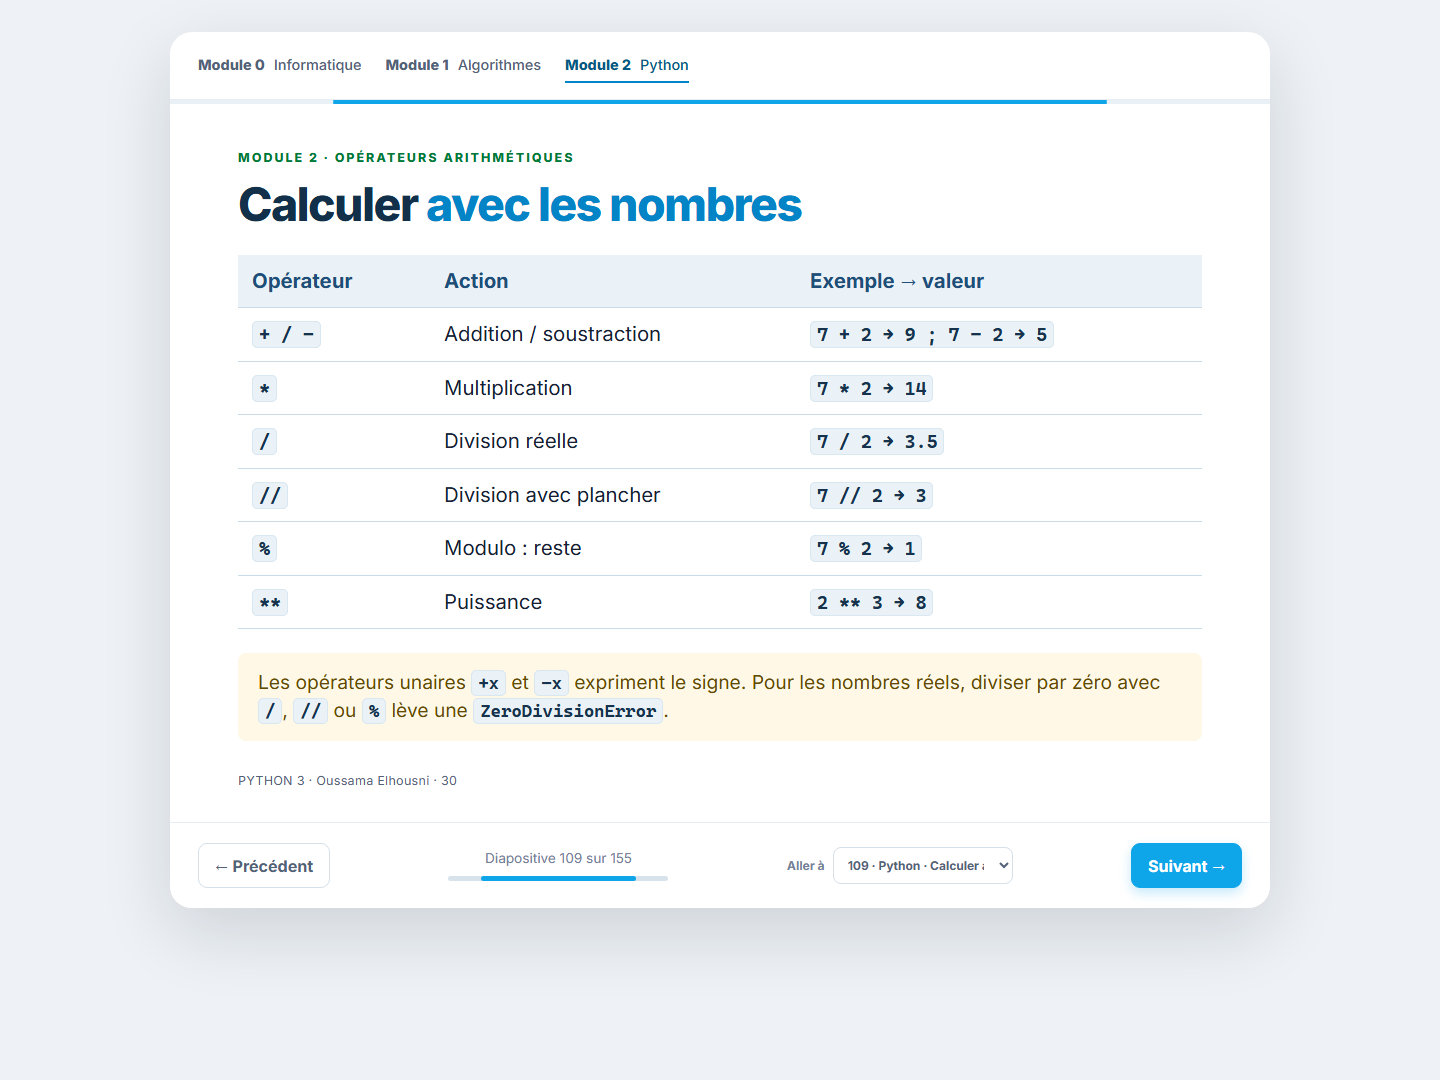 Module 0 Informatique Module 1 Algorithmes Module 2 Python
MODULE 2 · OPÉRATEURS ARITHMÉTIQUES
Calculer avec les nombres
Opérateur Action Exemple → valeur
+ / − Addition / soustraction 7 + 2 → 9 ; 7 − 2 → 5
* Multiplication 7 * 2 → 14
/ Division réelle 7 / 2 → 3.5
// Division avec plancher 7 // 2 → 3
% Modulo : reste 7 % 2 → 1
** Puissance 2 ** 3 → 8
Les opérateurs unaires +x et −x expriment le signe. Pour les nombres réels, diviser par zéro avec
/, // ou % lève une ZeroDivisionError.
PYTHON 3 · Oussama Elhousni · 30
← Précédent Diapositive 109 sur 155 Aller à 109 · Python · Calculer Suivant →